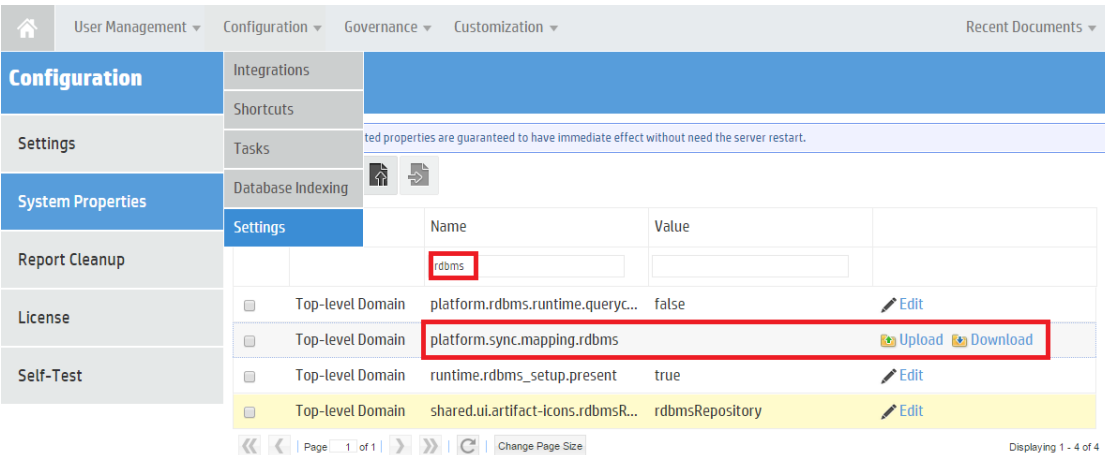 User Management Configuration Governance Customization Recent Documents
Configuration
Integrations
Shortcuts
Settings
ted properties are guaranteed to have immediate effect without need the server restart.
Tasks
Database Indexing
System Properties
Settings
Name Value
Report Cleanup
rdbms
Top-level Domain platform.rdbms.runtime.queryc... false Edit
License
Top-level Domain platform.sync.mapping.rdbms Upload Download
Self-Test
Top-level Domain runtime.rdbms_setup.present true Edit
Top-level Domain shared.ui.artifact-icons.rdbmsR... rdbmsRepository Edit
Page 1 of 1 Change Page Size Displaying 1 - 4 of 4